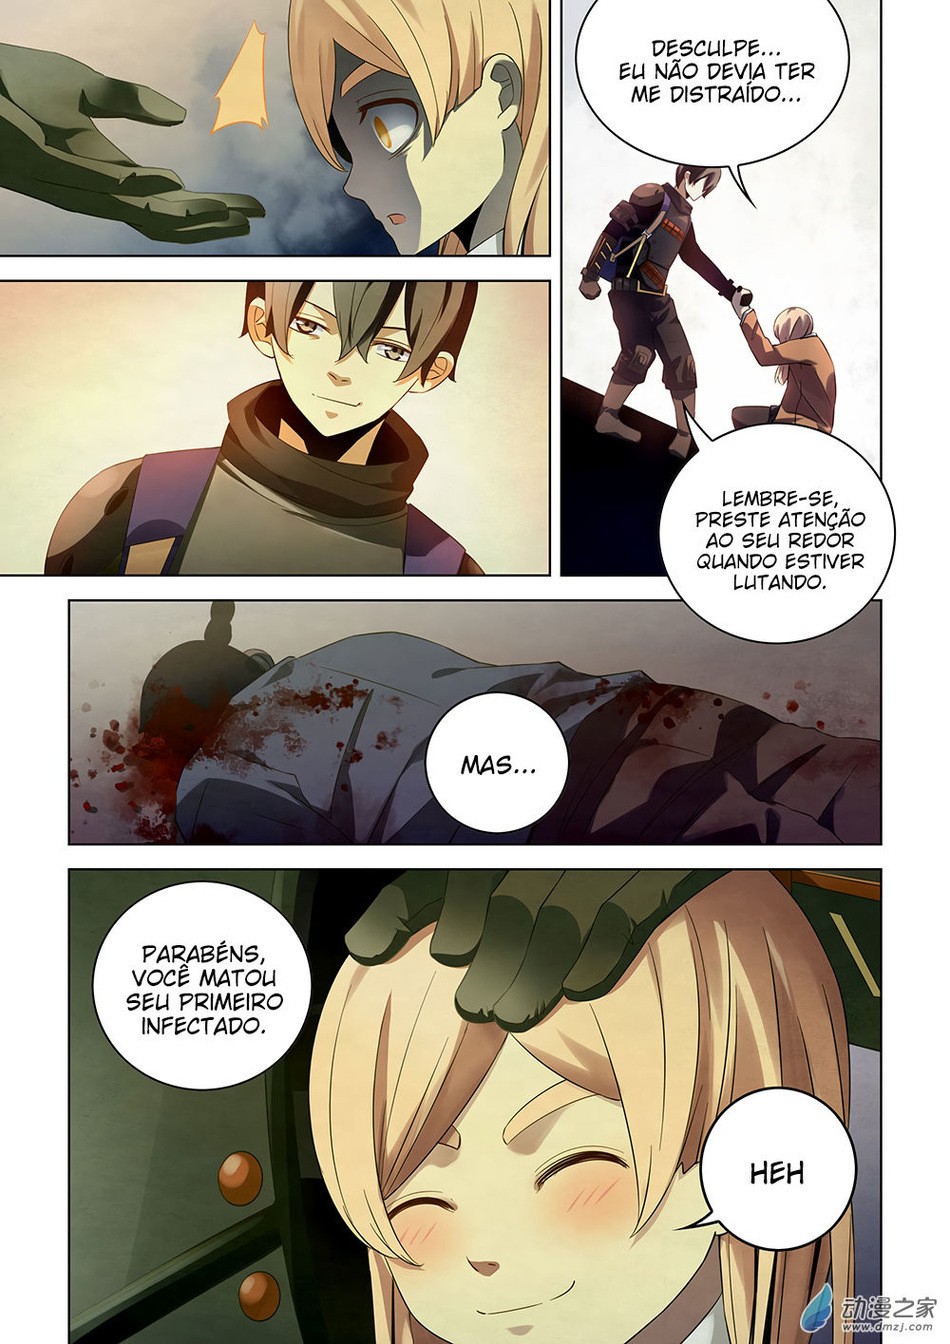 DESCULPE...
EU NÃO DEVIA TER
ME DISTRAÍDO...
LEMBRE-SE,
PRESTE ATENÇÃO
AO SEU REDOR
QUANDO ESTIVER
LUTANDO.
MAS...
PARABÉNS,
VOCÊ MATOU
SEU PRIMEIRO
INFECTADO.
HEH
动漫之家
www.dmzj.com